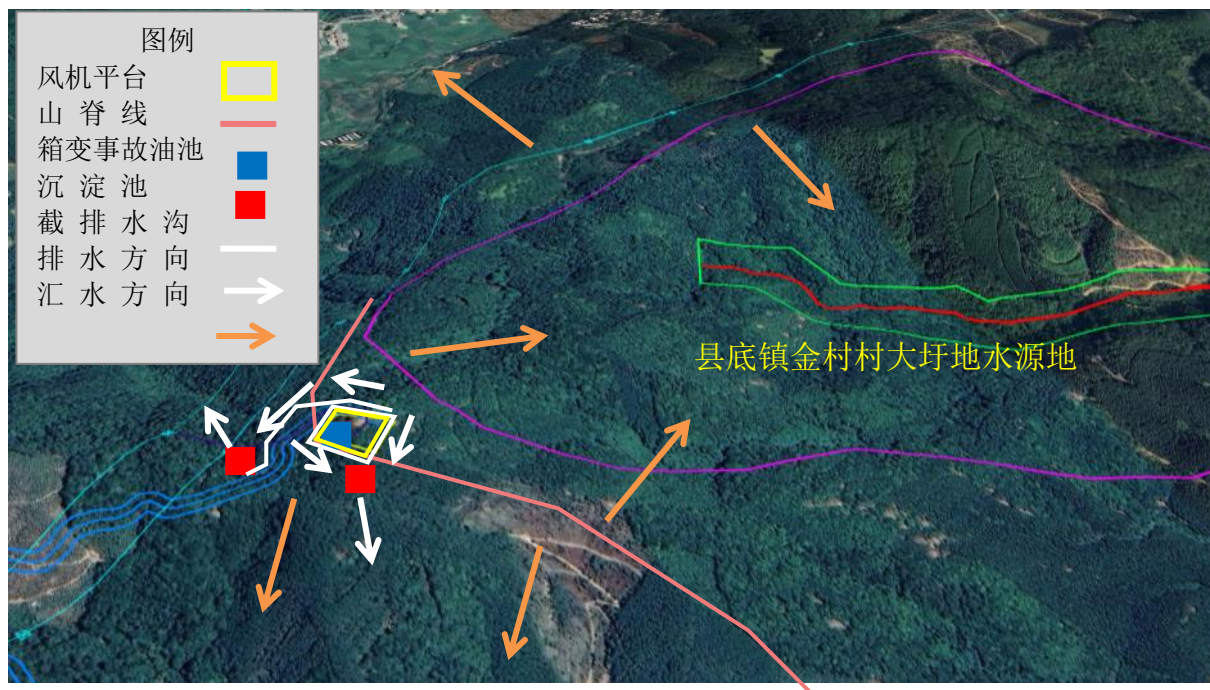 图例
风机平台
山 脊 线
箱变事故油池
沉 淀 池
截 排 水 沟
排 水 方 向
汇 水 方 向
县底镇金村村大圩地水源地